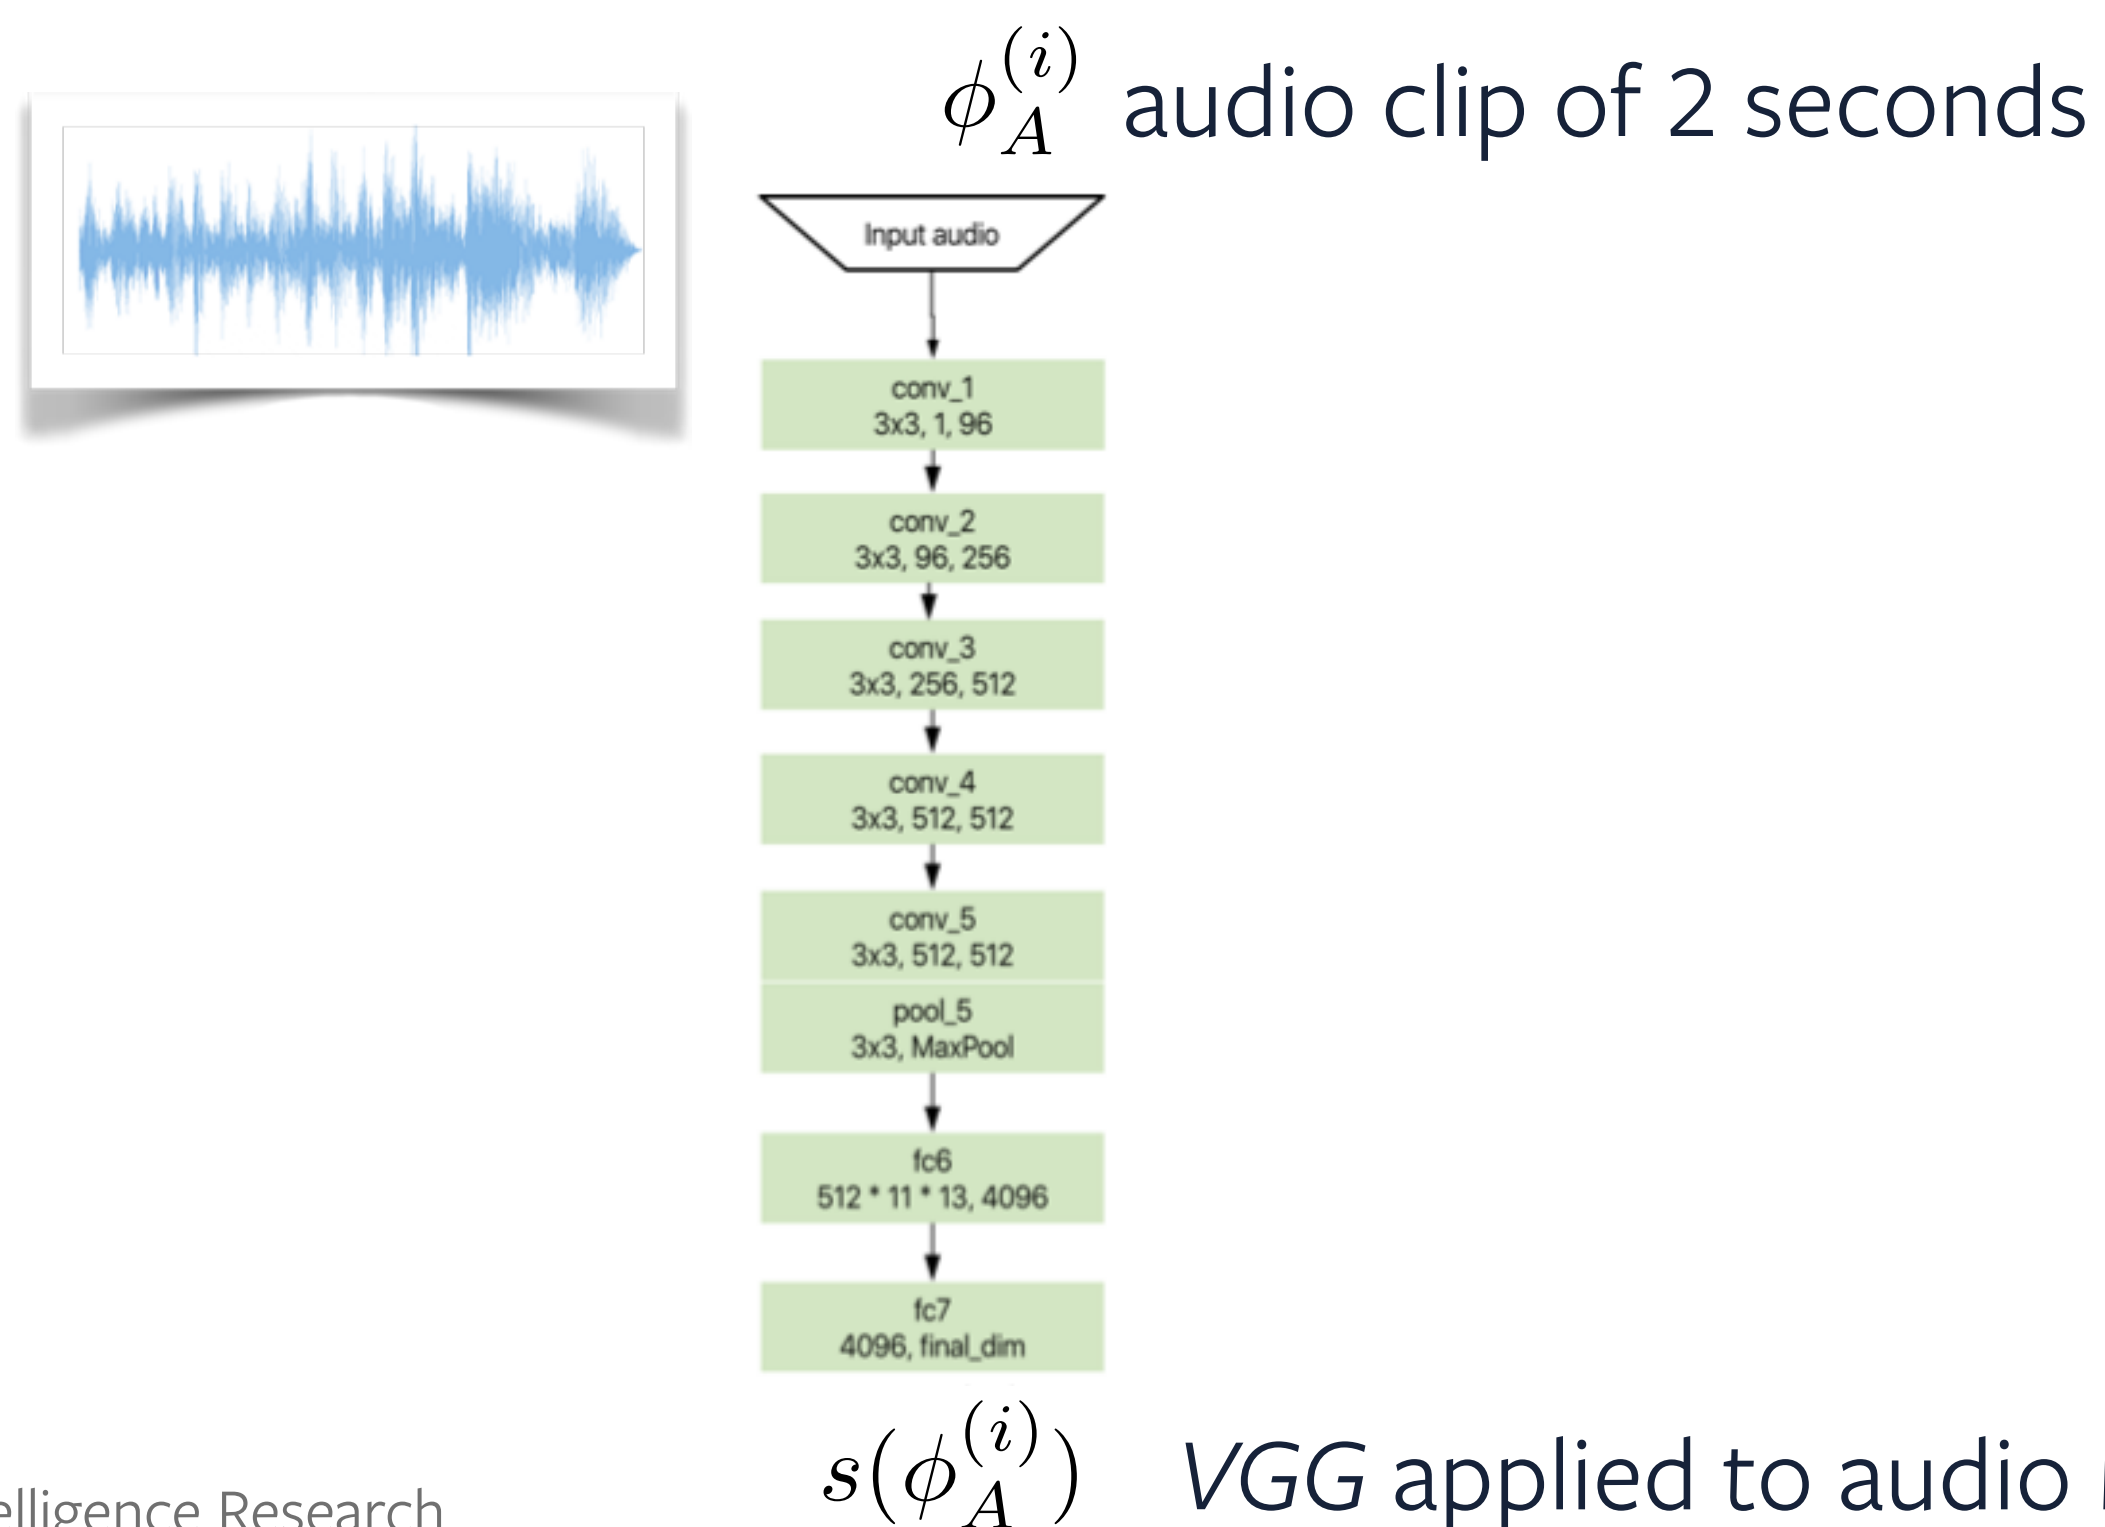 ϕ_A^{(i)} audio clip of 2 seconds
Input audio
conv_1
3x3, 1, 96
conv_2
3x3, 96, 256
conv_3
3x3, 256, 512
conv_4
3x3, 512, 512
conv_5
3x3, 512, 512
pool_5
3x3, MaxPool
fc6
512 * 11 * 13, 4096
fc7
4096, final_dim
s(ϕ_A^{(i)}) VGG applied to audio
elligence Research